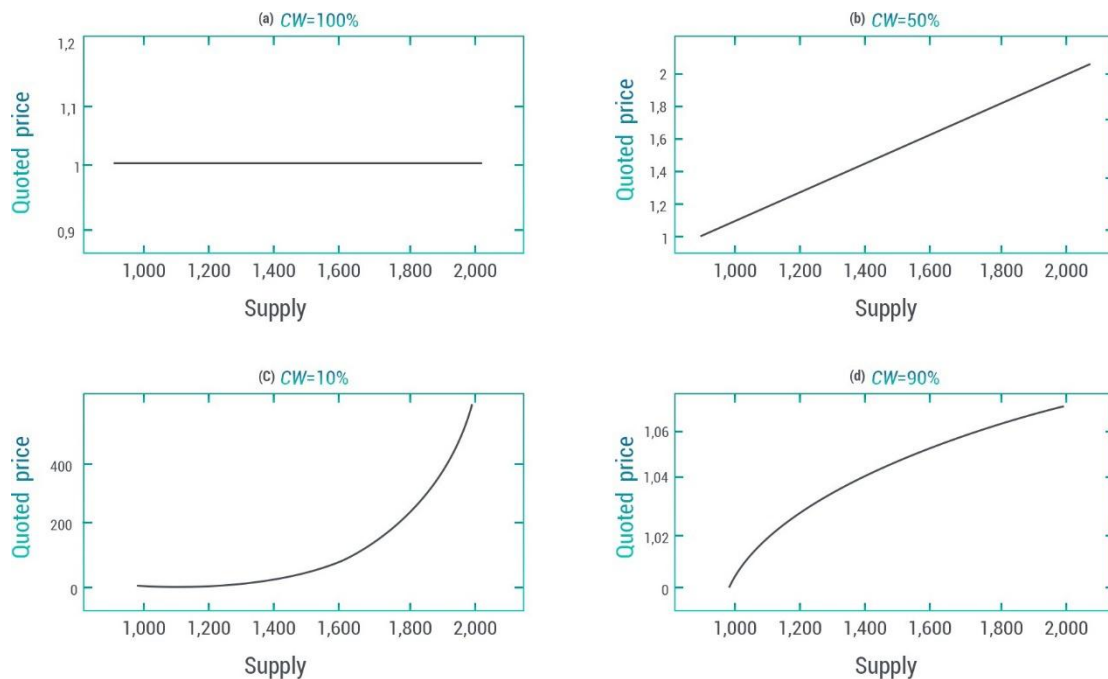 (a) CW=100%
Quoted price
1,2
1,1
1
0,9
1,000 1,200 1,400 1,600 1,800 2,000
Supply
(b) CW=50%
Quoted price
2
1,8
1,6
1,4
1,2
1
1,000 1,200 1,400 1,600 1,800 2,000
Supply
(C) CW=10%
Quoted price
400
200
0
1,000 1,200 1,400 1,600 1,800 2,000
Supply
(d) CW=90%
Quoted price
1,06
1,04
1,02
0
1,000 1,200 1,400 1,600 1,800 2,000
Supply